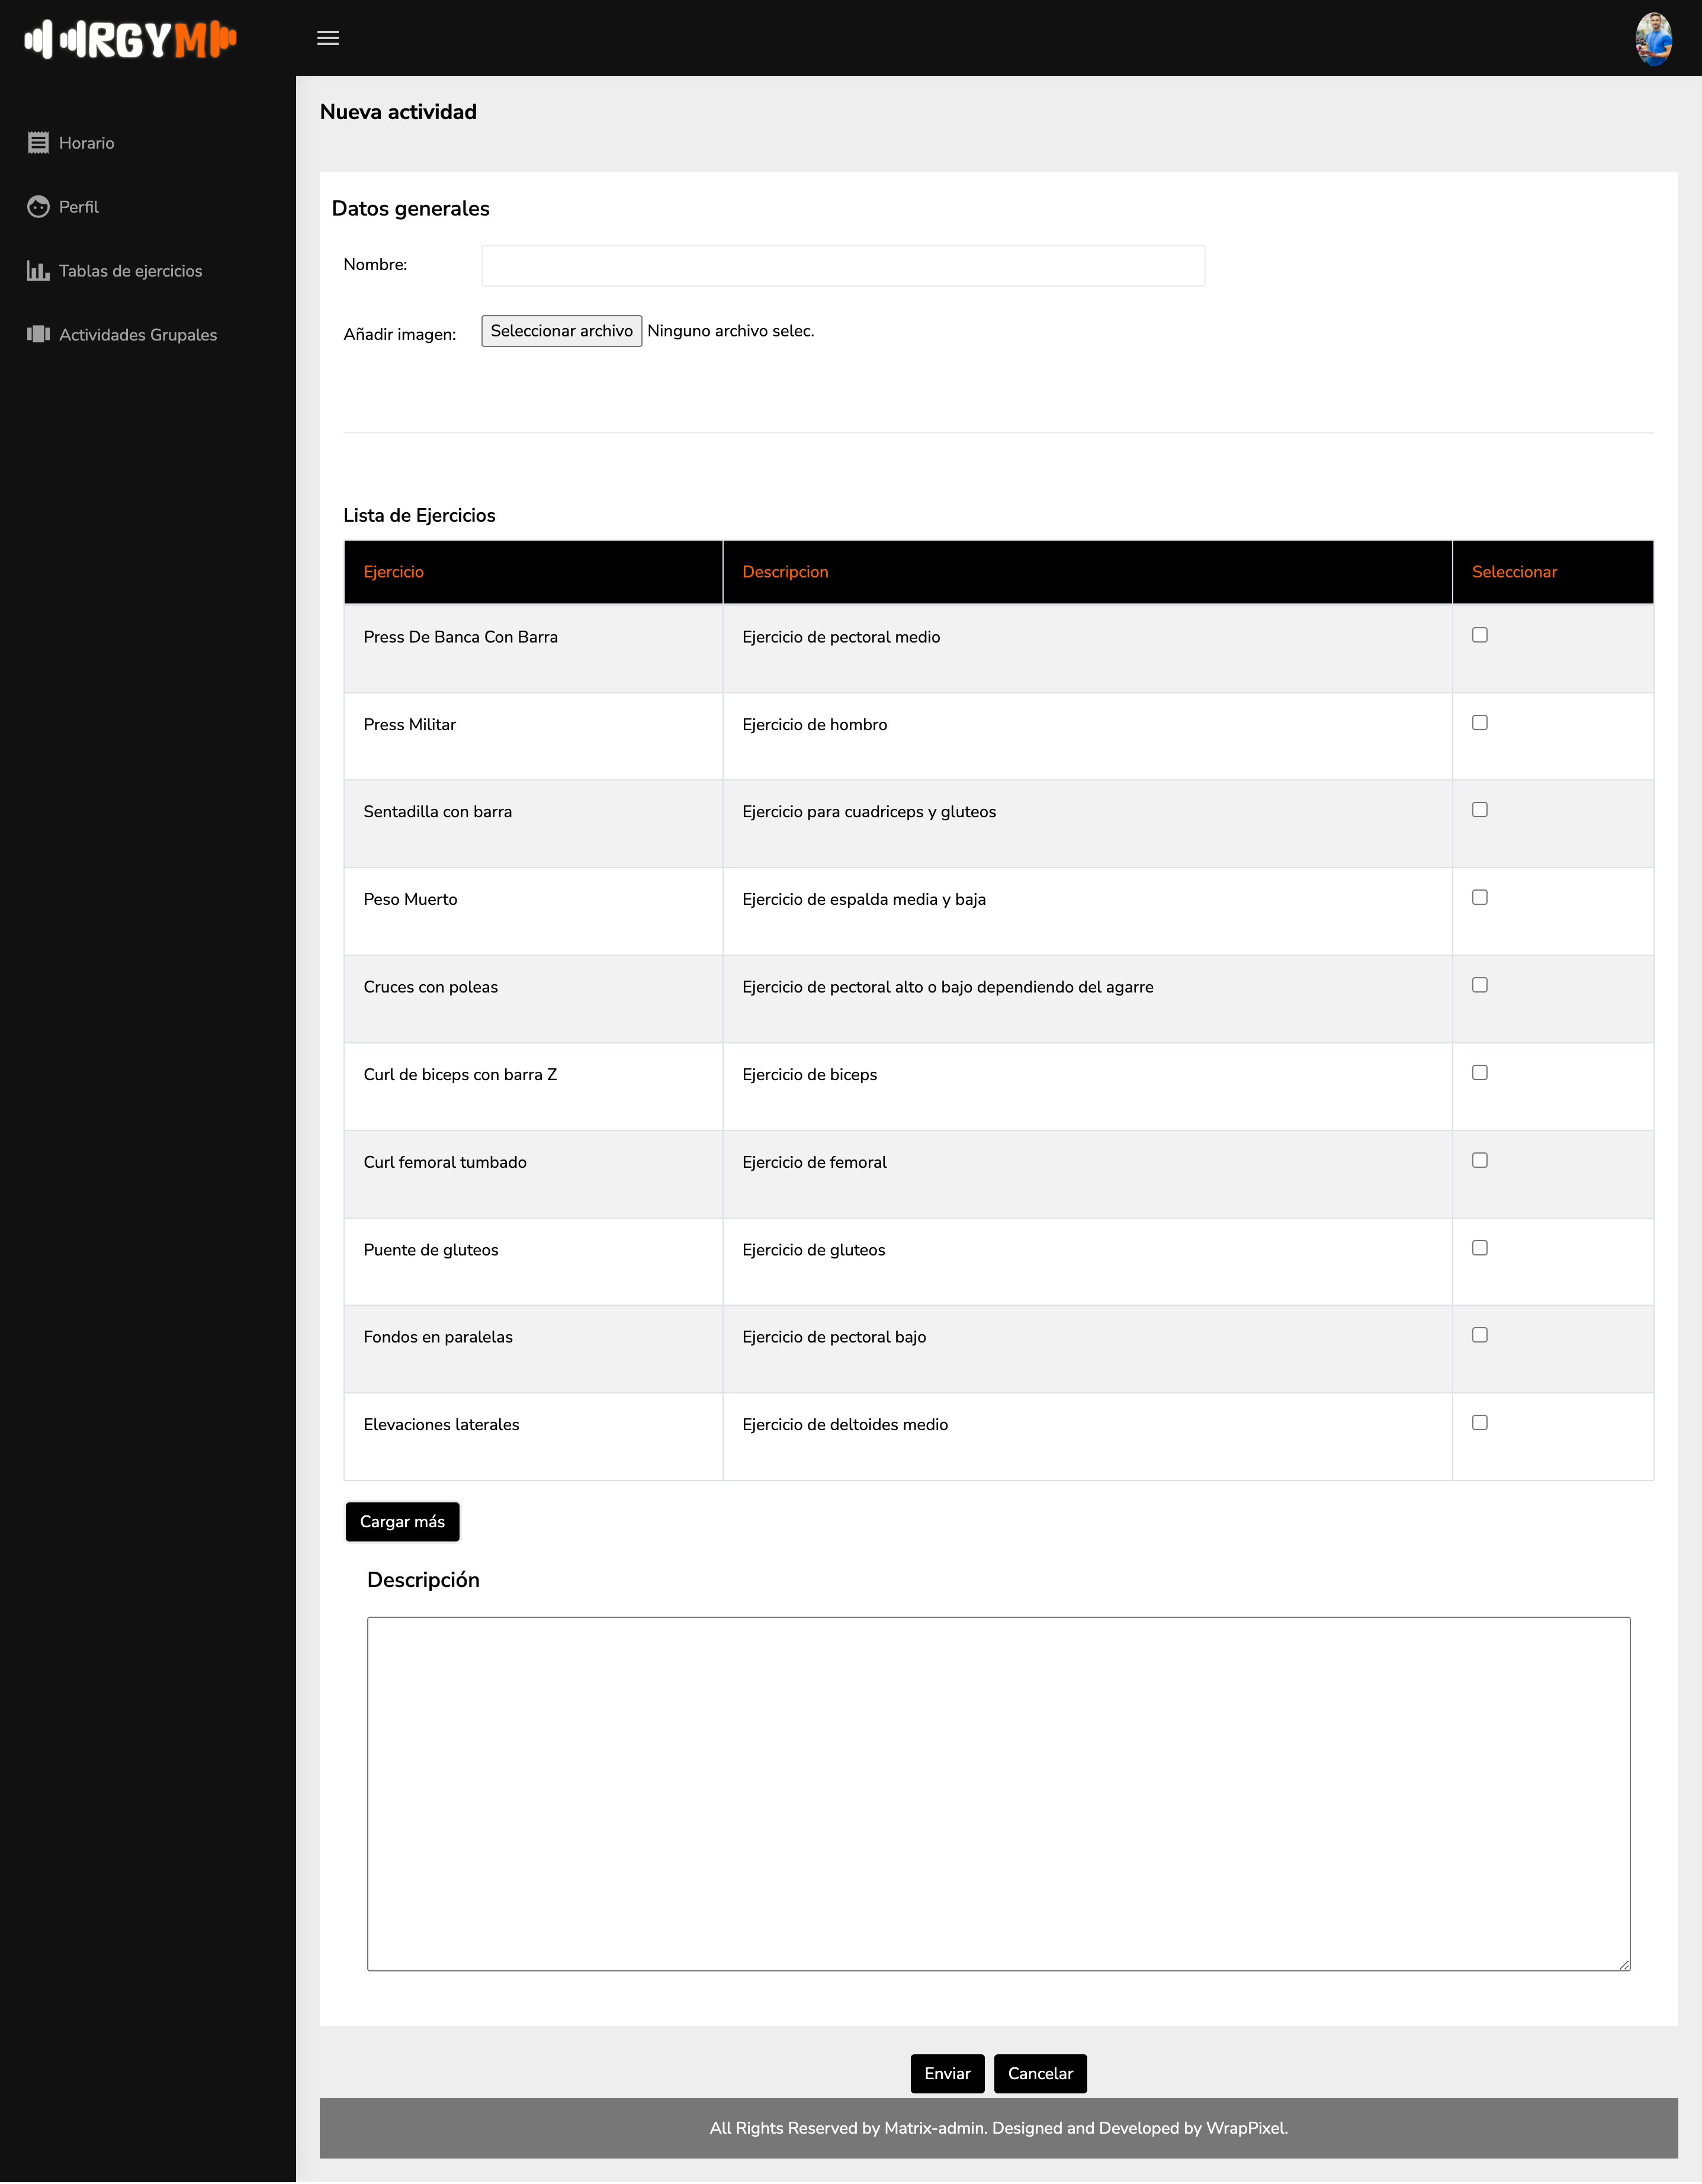 RGYM
Horario
Perfil
Tablas de ejercicios
Actividades Grupales
Nueva actividad
Datos generales
Nombre:
Añadir imagen: Seleccionar archivo Ninguno archivo selec.
Lista de Ejercicios
Ejercicio Descripcion Seleccionar
Press De Banca Con Barra Ejercicio de pectoral medio
Press Militar Ejercicio de hombro
Sentadilla con barra Ejercicio para cuadriceps y gluteos
Peso Muerto Ejercicio de espalda media y baja
Cruces con poleas Ejercicio de pectoral alto o bajo dependiendo del agarre
Curl de biceps con barra Z Ejercicio de biceps
Curl femoral tumbado Ejercicio de femoral
Puente de gluteos Ejercicio de gluteos
Fondos en paralelas Ejercicio de pectoral bajo
Elevaciones laterales Ejercicio de deltoides medio
Cargar más
Descripción
Enviar Cancelar
All Rights Reserved by Matrix-admin. Designed and Developed by WrapPixel.